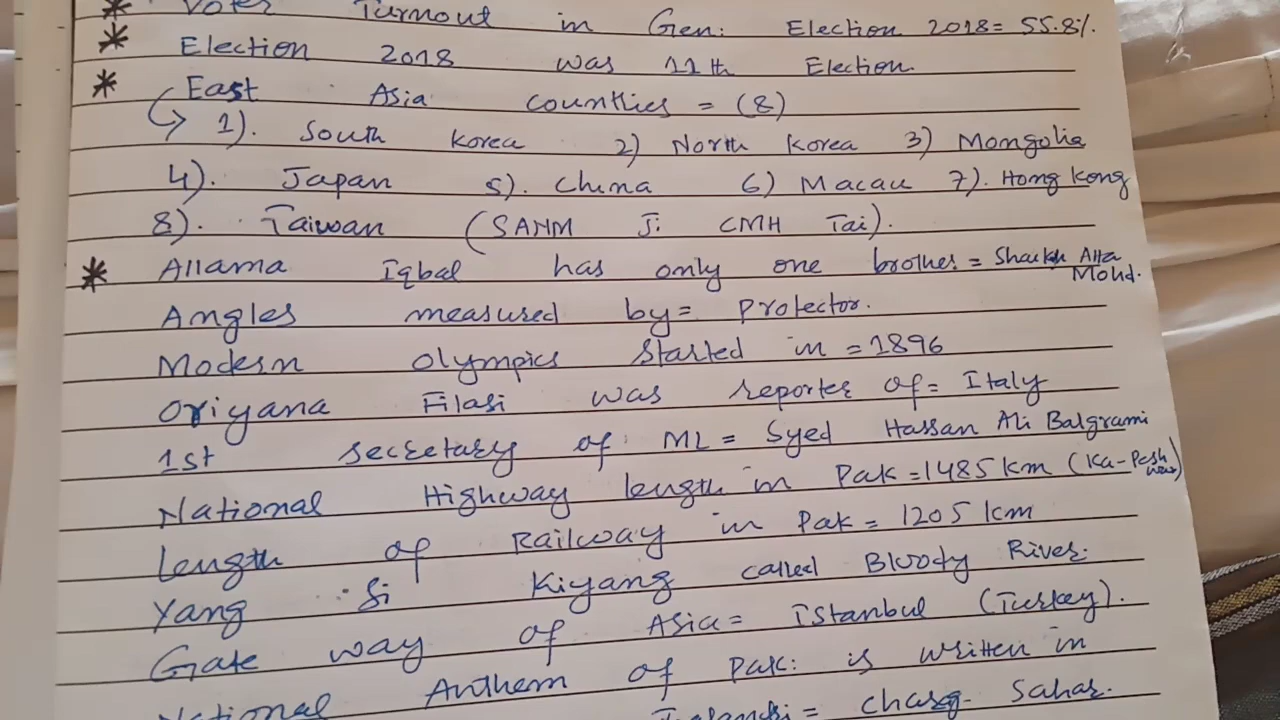 * Voter Turnout in Gen: Election 2018= 55.8%.
* Election 2018 was 11th Election.
* East Asia countries = (8)
1). South Korea 2) North Korea 3) Mongolia
4). Japan 5). China 6) Macau 7). Hong Kong
8). Taiwan (SANM J: CMH Tai).
* Allama Iqbal has only one brother = Shaikh Atta Mohd.
Angles measured by= Protector.
Modern Olympics Started in = 1896
Oriyana Filasi was reporter of= Italy
1st secretary of ML = Syed Hassan Ali Balgrami
National Highway length in Pak =1485 km (Ka-Peshwar)
Length of Railway in Pak = 1205 km
Yang Si Kiyang called Bloody River.
Gate way of Asia= Istanbul (Turkey).
National Anthem of Pak: is written in
= Sahar.